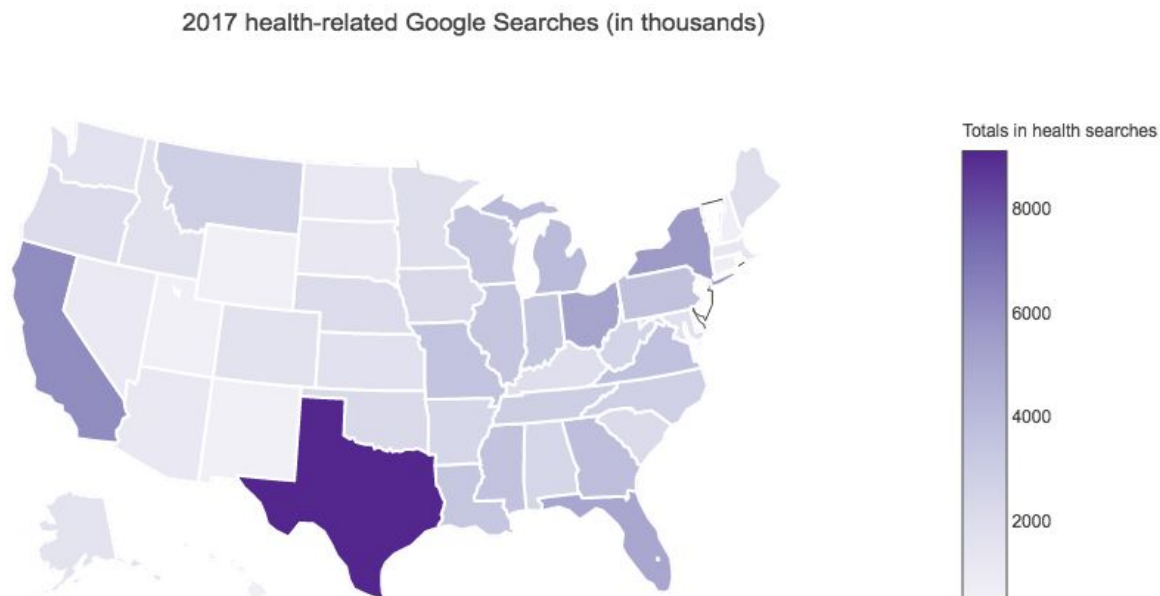 2017 health-related Google Searches (in thousands)
Totals in health searches
8000
6000
4000
2000